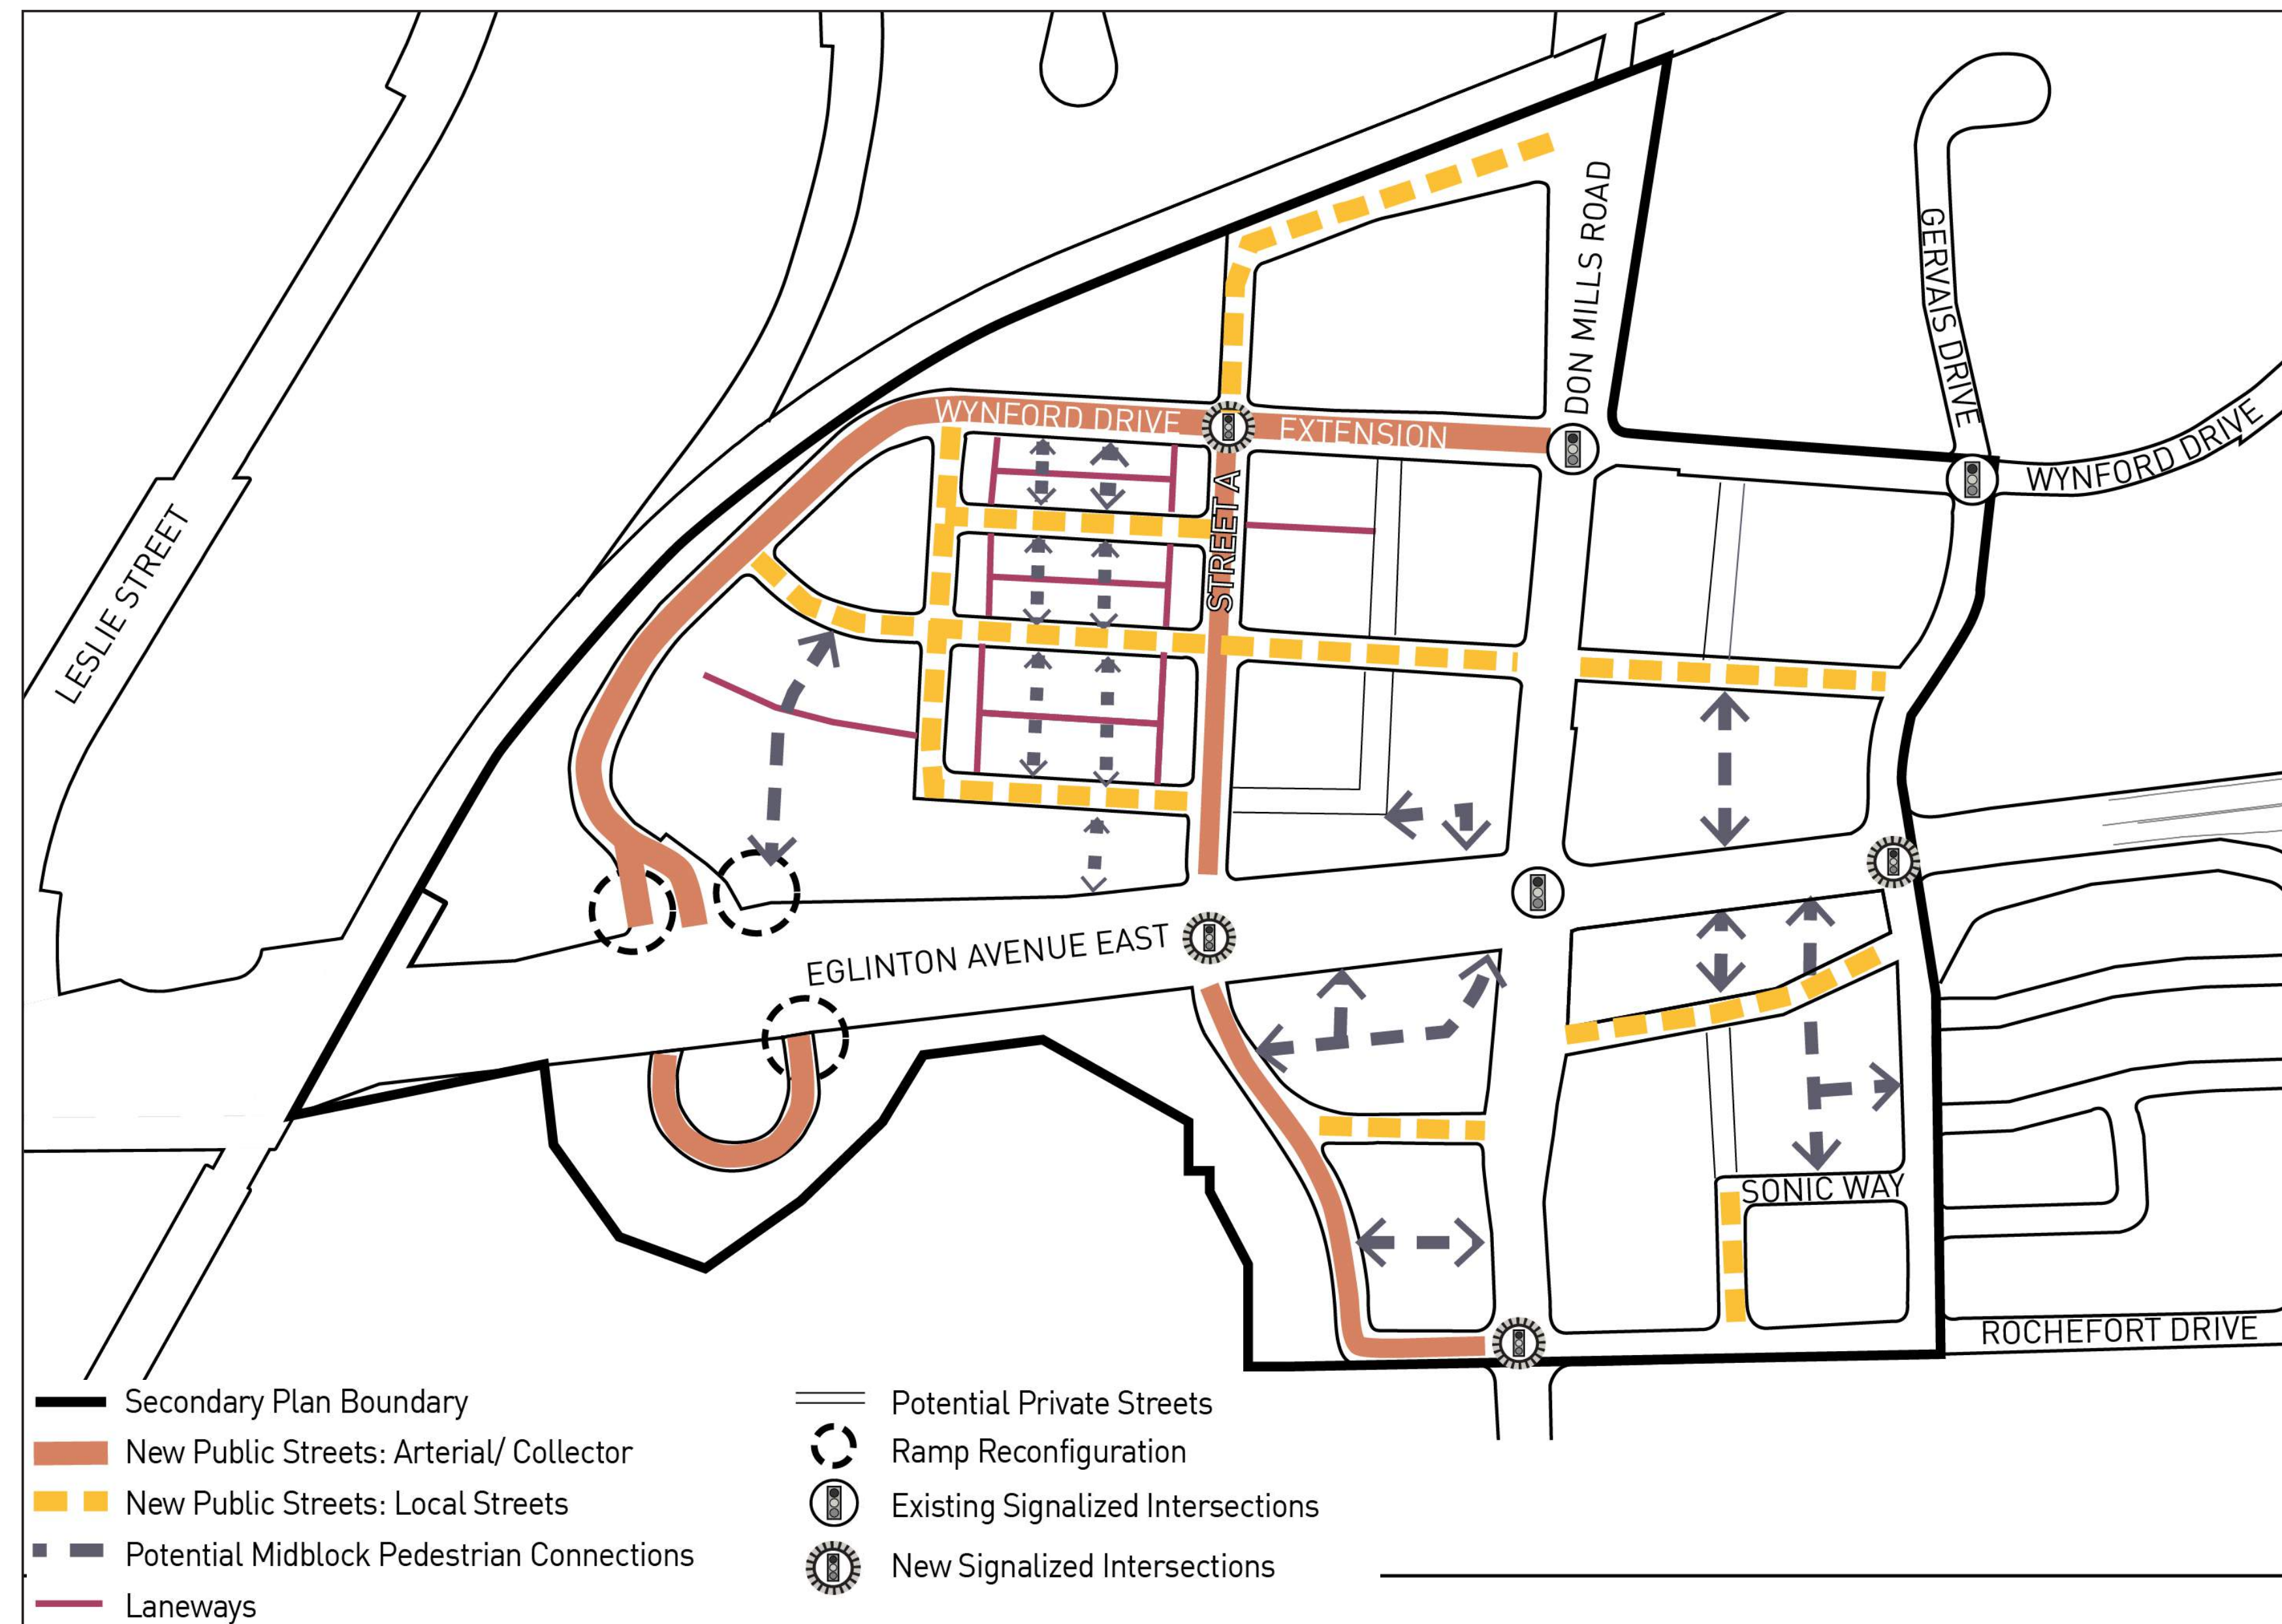 DON MILLS ROAD
GERVAIS DRIVE
WYNFORD DRIVE
EXTENSION
WYNFORD DRIVE
STREET A
LESLIE STREET
EGLINTON AVENUE EAST
SONIC WAY
ROCHEFORT DRIVE
Secondary Plan Boundary
New Public Streets: Arterial/ Collector
New Public Streets: Local Streets
Potential Midblock Pedestrian Connections
Laneways
Potential Private Streets
Ramp Reconfiguration
Existing Signalized Intersections
New Signalized Intersections